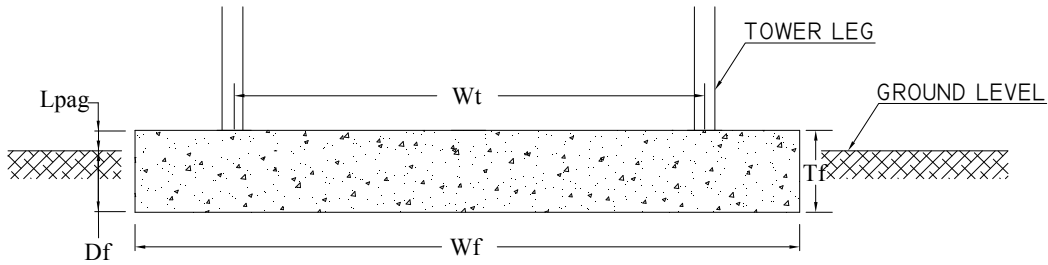 TOWER LEG
Lpag
Wt
GROUND LEVEL
Tf
Df
Wf